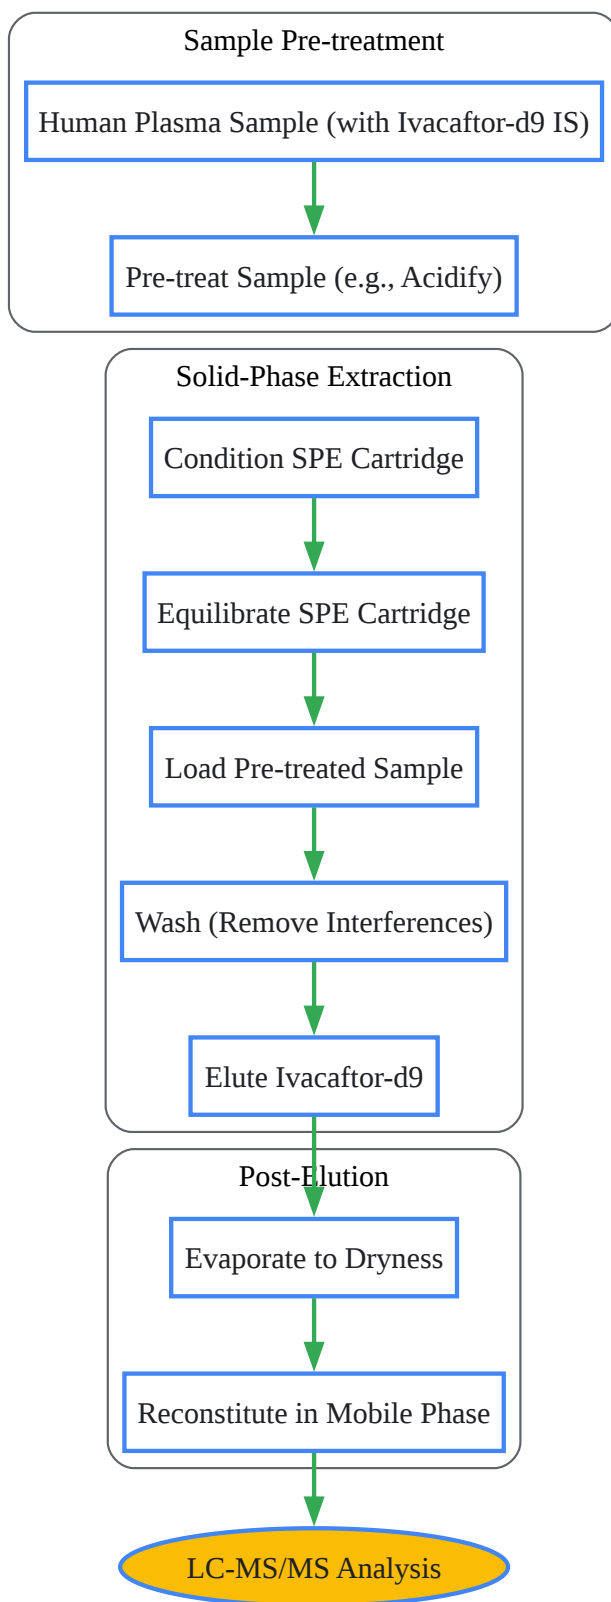 Sample Pre-treatment
Human Plasma Sample (with Ivacaftor-d9 IS)
Pre-treat Sample (e.g., Acidify)
Solid-Phase Extraction
Condition SPE Cartridge
Equilibrate SPE Cartridge
Load Pre-treated Sample
Wash (Remove Interferences)
Elute Ivacaftor-d9
Post-Elution
Evaporate to Dryness
Reconstitute in Mobile Phase
LC-MS/MS Analysis